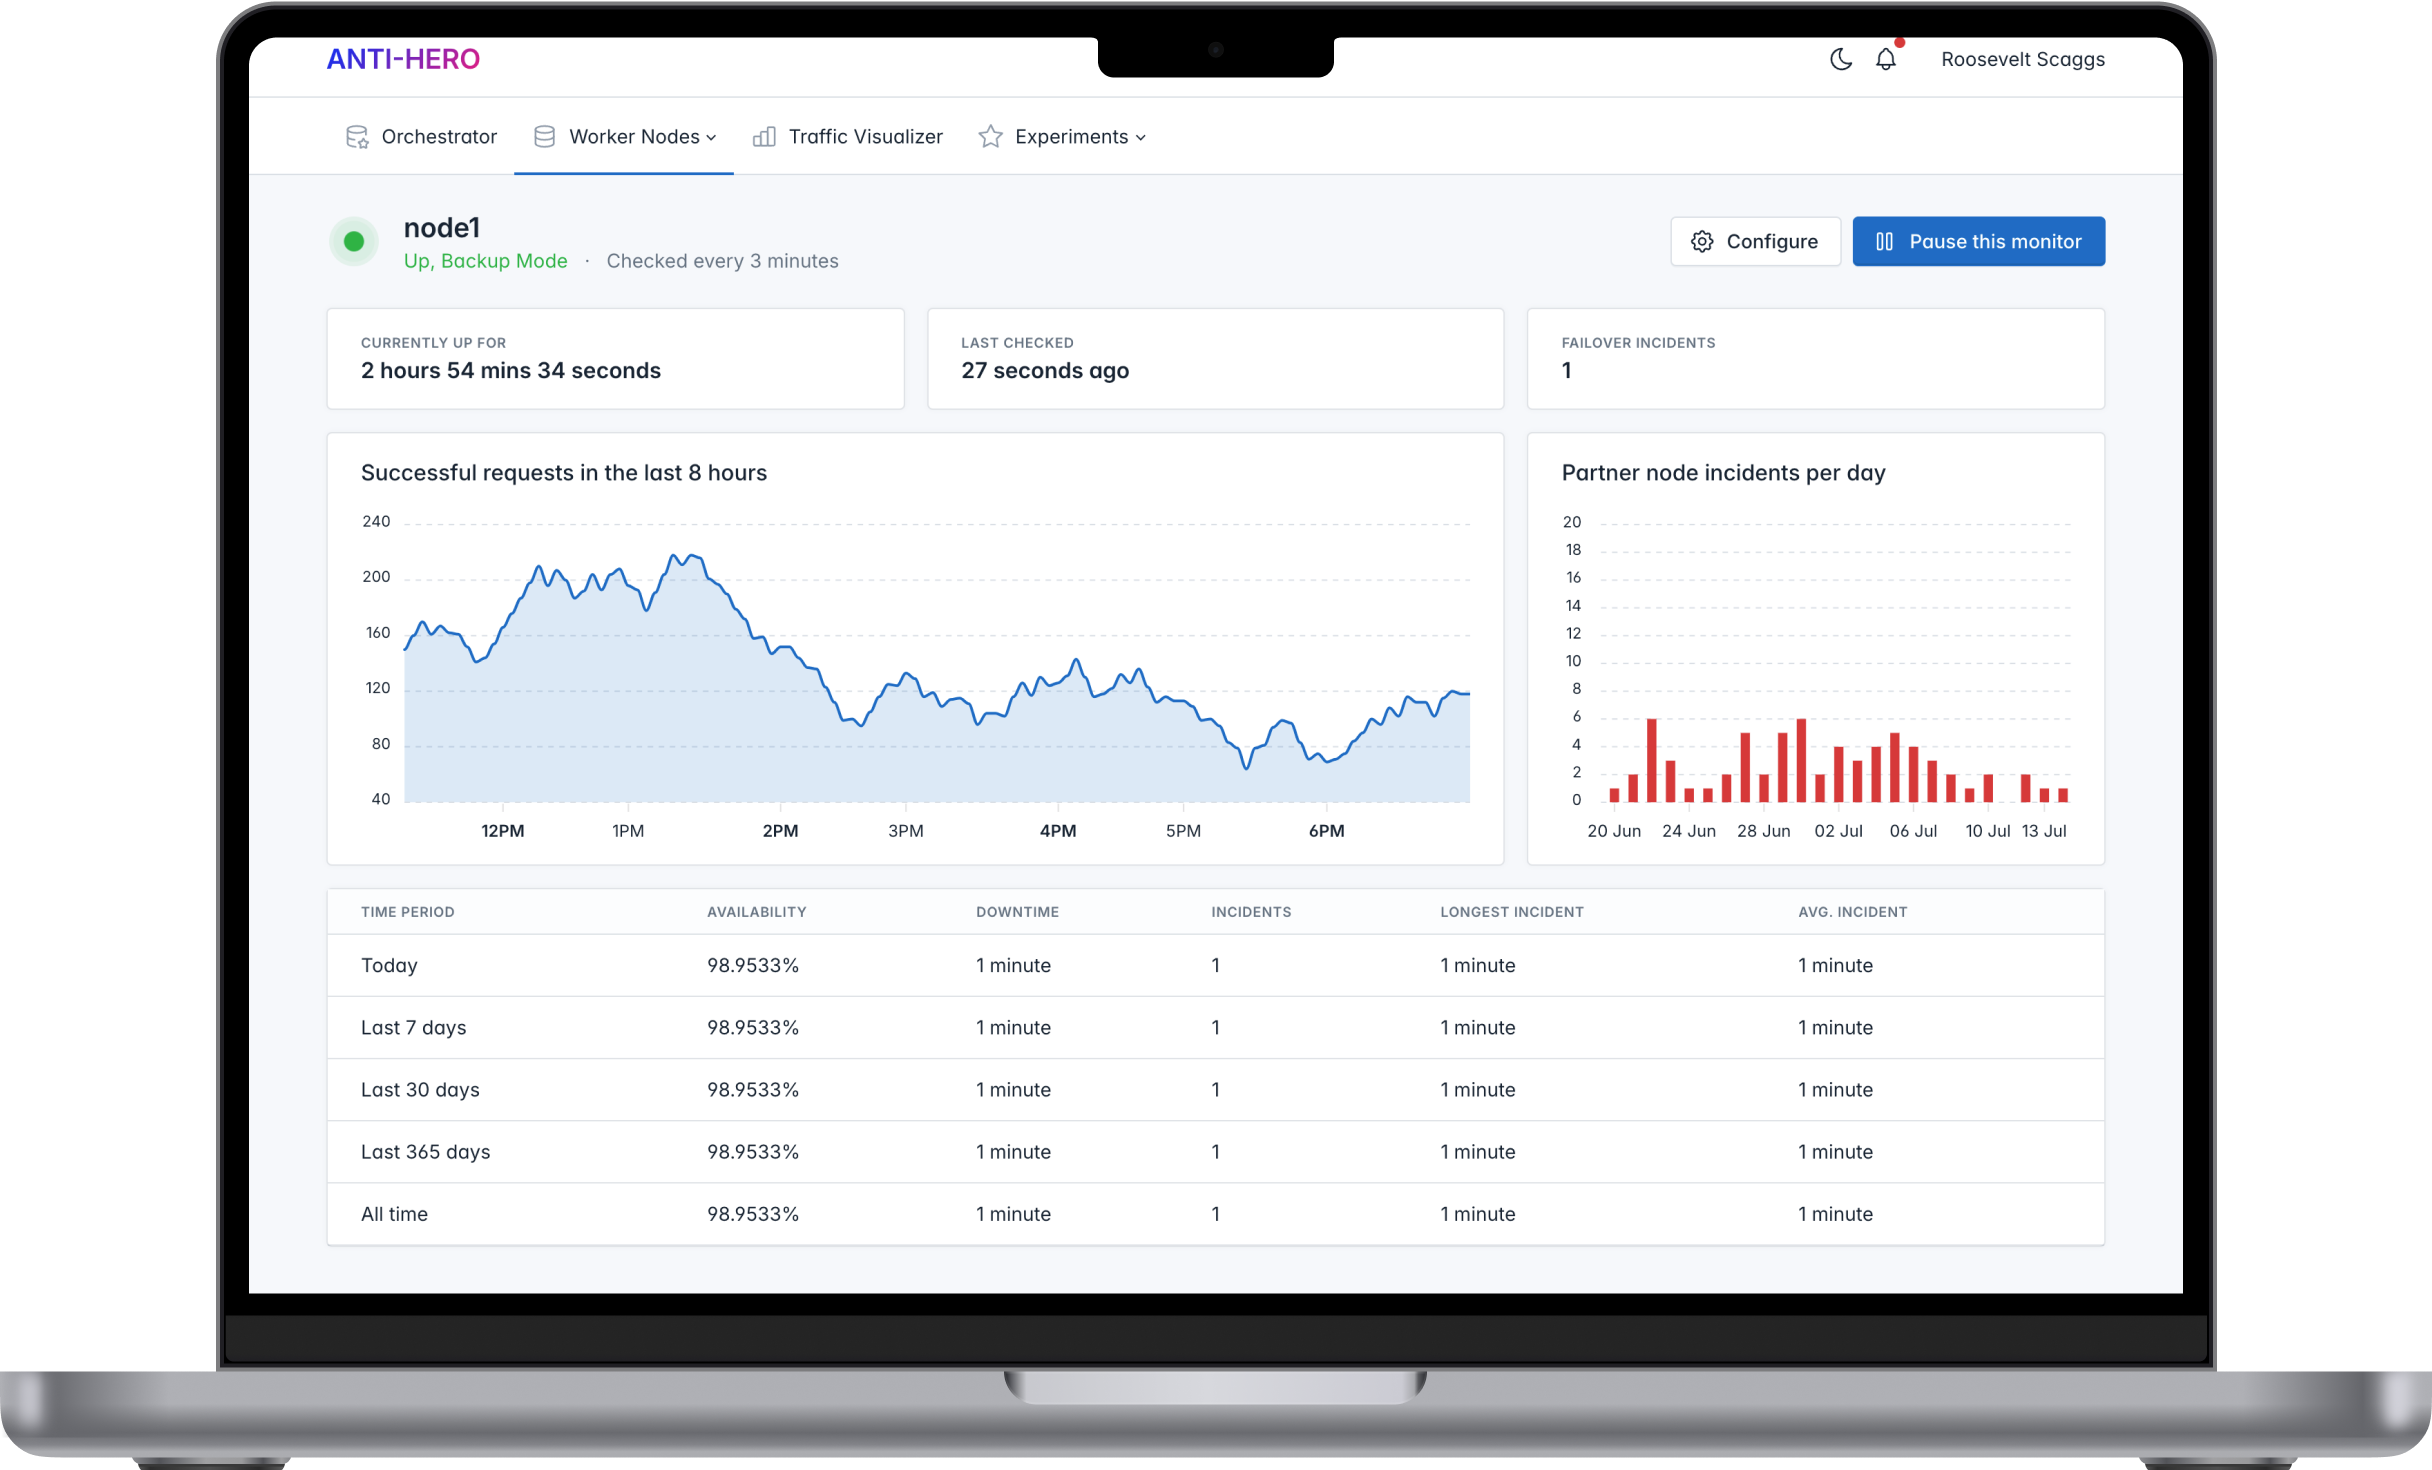 ANTI-HERO
Roosevelt Scaggs
Orchestrator Worker Nodes Traffic Visualizer Experiments
node1
Up, Backup Mode · Checked every 3 minutes
Configure
Pause this monitor
CURRENTLY UP FOR
2 hours 54 mins 34 seconds
LAST CHECKED
27 seconds ago
FAILOVER INCIDENTS
1
Successful requests in the last 8 hours
240
200
160
120
80
40
12PM 1PM 2PM 3PM 4PM 5PM 6PM
Partner node incidents per day
20
18
16
14
12
10
8
6
4
2
0
20 Jun 24 Jun 28 Jun 02 Jul 06 Jul 10 Jul 13 Jul
TIME PERIOD AVAILABILITY DOWNTIME INCIDENTS LONGEST INCIDENT AVG. INCIDENT
Today 98.9533% 1 minute 1 1 minute 1 minute
Last 7 days 98.9533% 1 minute 1 1 minute 1 minute
Last 30 days 98.9533% 1 minute 1 1 minute 1 minute
Last 365 days 98.9533% 1 minute 1 1 minute 1 minute
All time 98.9533% 1 minute 1 1 minute 1 minute